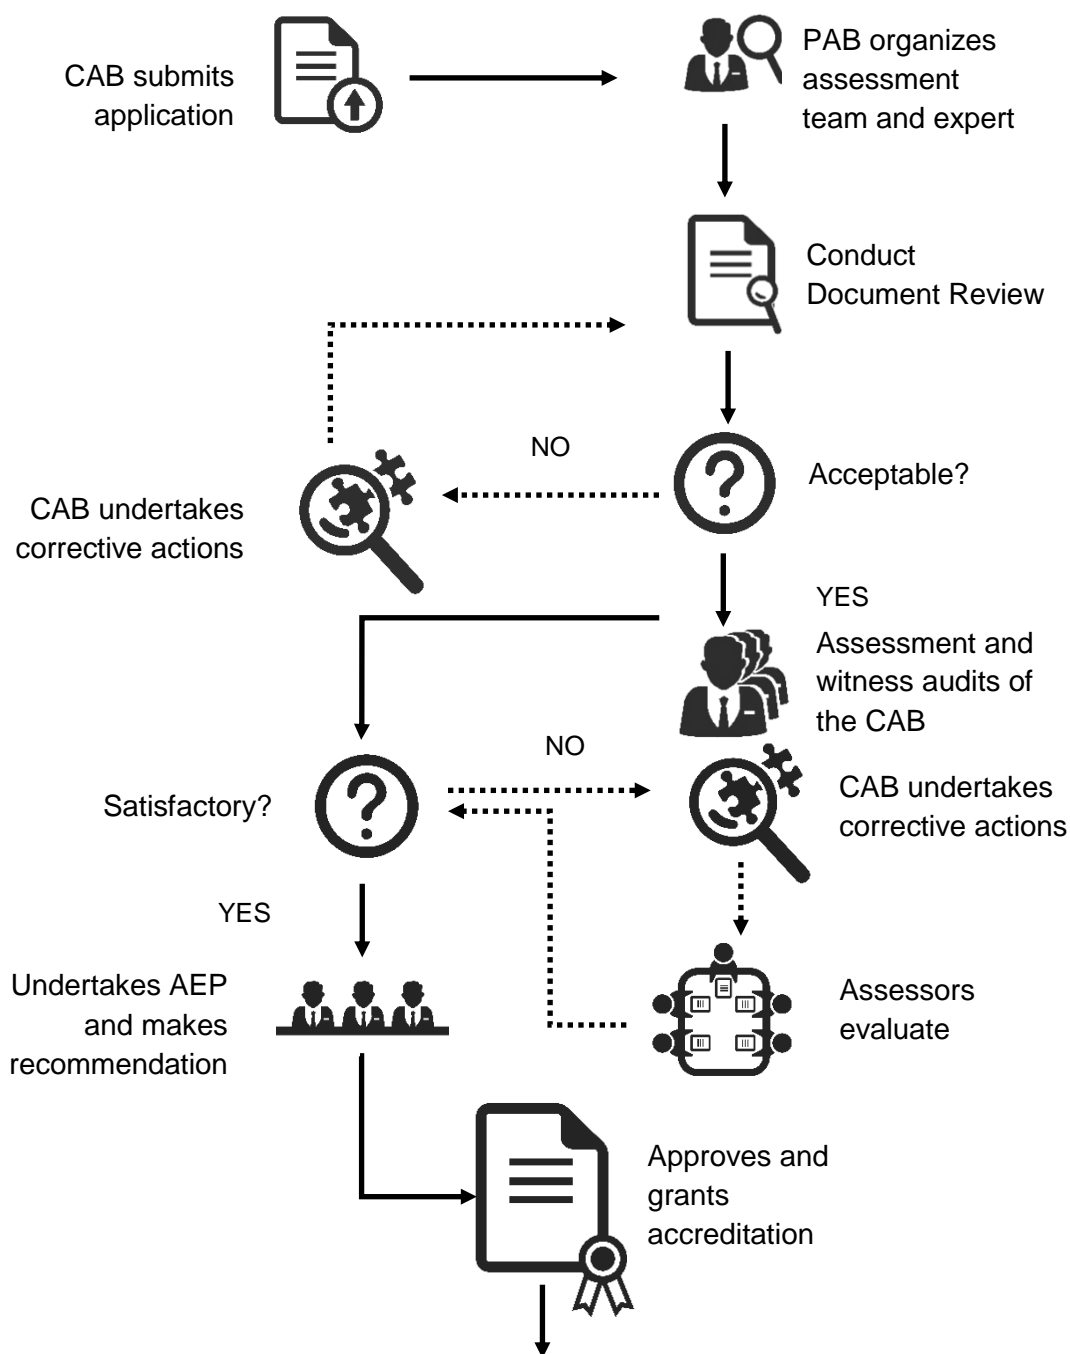 CAB submits
application
PAB organizes
assessment
team and expert
Conduct
Document Review
NO
Acceptable?
CAB undertakes
corrective actions
YES
Assessment and
witness audits of
the CAB
NO
Satisfactory?
CAB undertakes
corrective actions
YES
Undertakes AEP
and makes
recommendation
Assessors
evaluate
Approves and
grants
accreditation